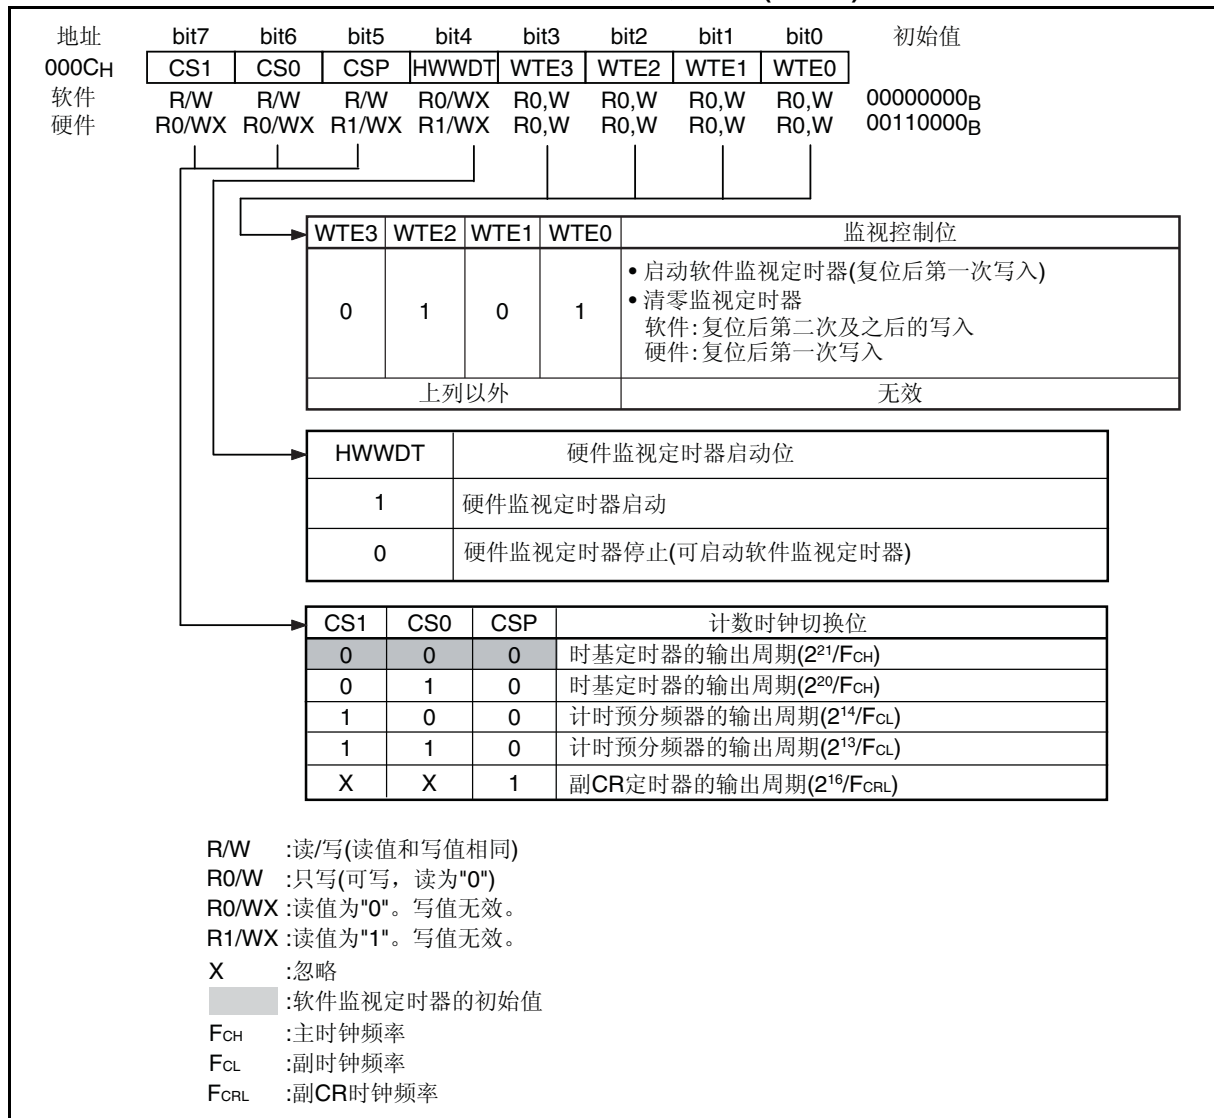 地址 bit7 bit6 bit5 bit4 bit3 bit2 bit1 bit0 初始值
000CH CS1 CS0 CSP HWWDT WTE3 WTE2 WTE1 WTE0
软件 R/W R/W R/W R0/WX R0,W R0,W R0,W R0,W 00000000B
硬件 R0/WX R0/WX R1/WX R1/WX R0,W R0,W R0,W R0,W 00110000B
WTE3 WTE2 WTE1 WTE0 监视控制位
0 1 0 1
• 启动软件监视定时器(复位后第一次写入)
• 清零监视定时器
软件:复位后第二次及之后的写入
硬件:复位后第一次写入
上列以外 无效
HWWDT 硬件监视定时器启动位
1 硬件监视定时器启动
0 硬件监视定时器停止(可启动软件监视定时器)
CS1 CS0 CSP 计数时钟切换位
0 0 0 时基定时器的输出周期(2²¹/FCH)
0 1 0 时基定时器的输出周期(2²⁰/FCH)
1 0 0 计时预分频器的输出周期(2¹⁴/FCL)
1 1 0 计时预分频器的输出周期(2¹³/FCL)
X X 1 副CR定时器的输出周期(2¹⁶/FCRL)
R/W :读/写(读值和写值相同)
R0/W :只写(可写，读为"0")
R0/WX :读值为"0"。写值无效。
R1/WX :读值为"1"。写值无效。
X :忽略
:软件监视定时器的初始值
FCH :主时钟频率
FCL :副时钟频率
FCRL :副CR时钟频率